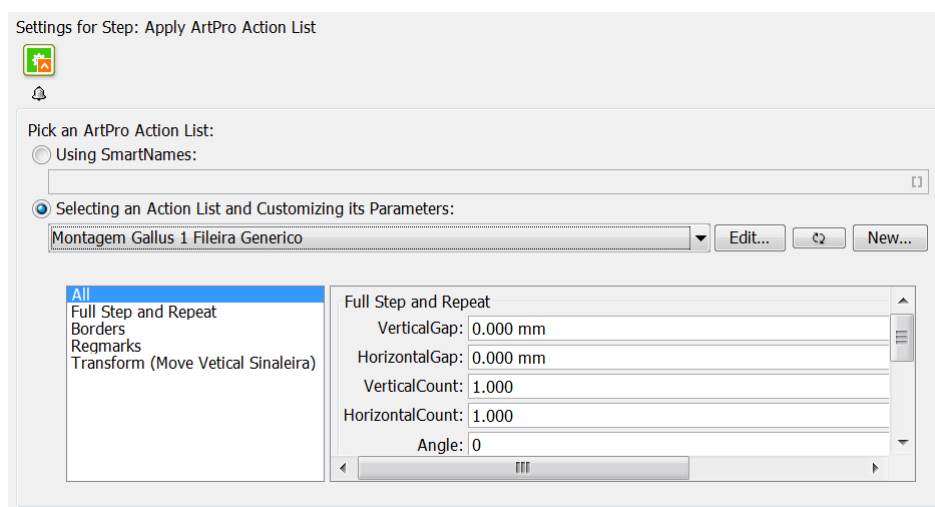 Settings for Step: Apply ArtPro Action List
Pick an ArtPro Action List:
Using SmartNames:
[]
Selecting an Action List and Customizing its Parameters:
Montagem Gallus 1 Fileira Generico
Edit...
New...
All
Full Step and Repeat
Borders
Regmarks
Transform (Move Vetical Sinaleira)
Full Step and Repeat
VerticalGap: 0.000 mm
HorizontalGap: 0.000 mm
VerticalCount: 1.000
HorizontalCount: 1.000
Angle: 0